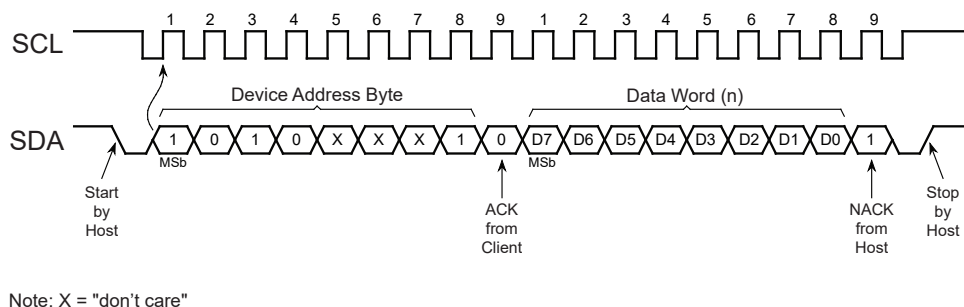 1 2 3 4 5 6 7 8 9 1 2 3 4 5 6 7 8 9
SCL
Device Address Byte Data Word (n)
SDA 1 0 1 0 X X X 1 0 D7 D6 D5 D4 D3 D2 D1 D0 1
MSb MSb
Start
by
Host
ACK
from
Client
NACK
from
Host
Stop
by
Host
Note: X = "don't care"